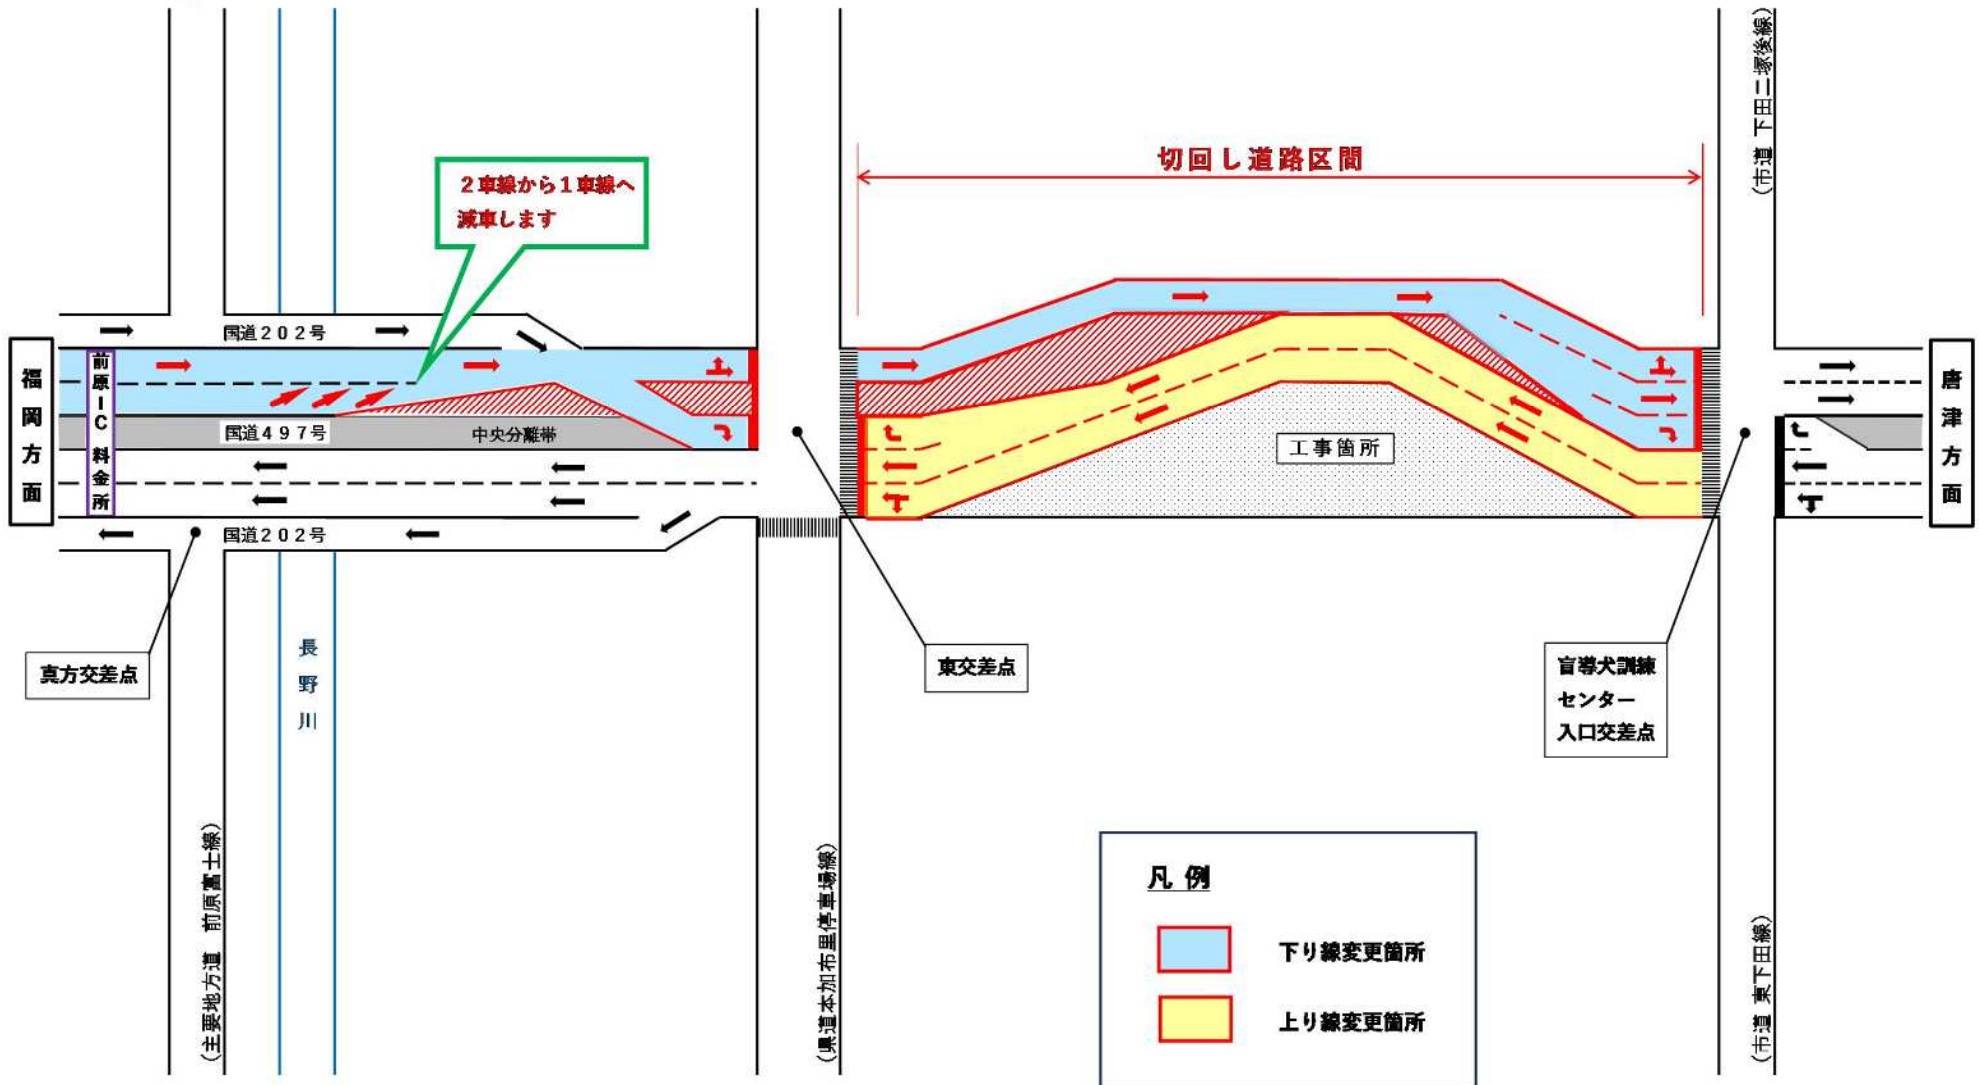 (市道 下田二塚後線)
切回し道路区間
2車線から1車線へ
減車します
国道202号
福岡方面
前原IC 料金所
国道497号
中央分離帯
工事箇所
唐津方面
国道202号
真方交差点
長野川
東交差点
盲導犬訓練
センター
入口交差点
(主要地方道 前原富士線)
(県道本加布里停車場線)
(市道 東下田線)
凡 例
下り線変更箇所
上り線変更箇所